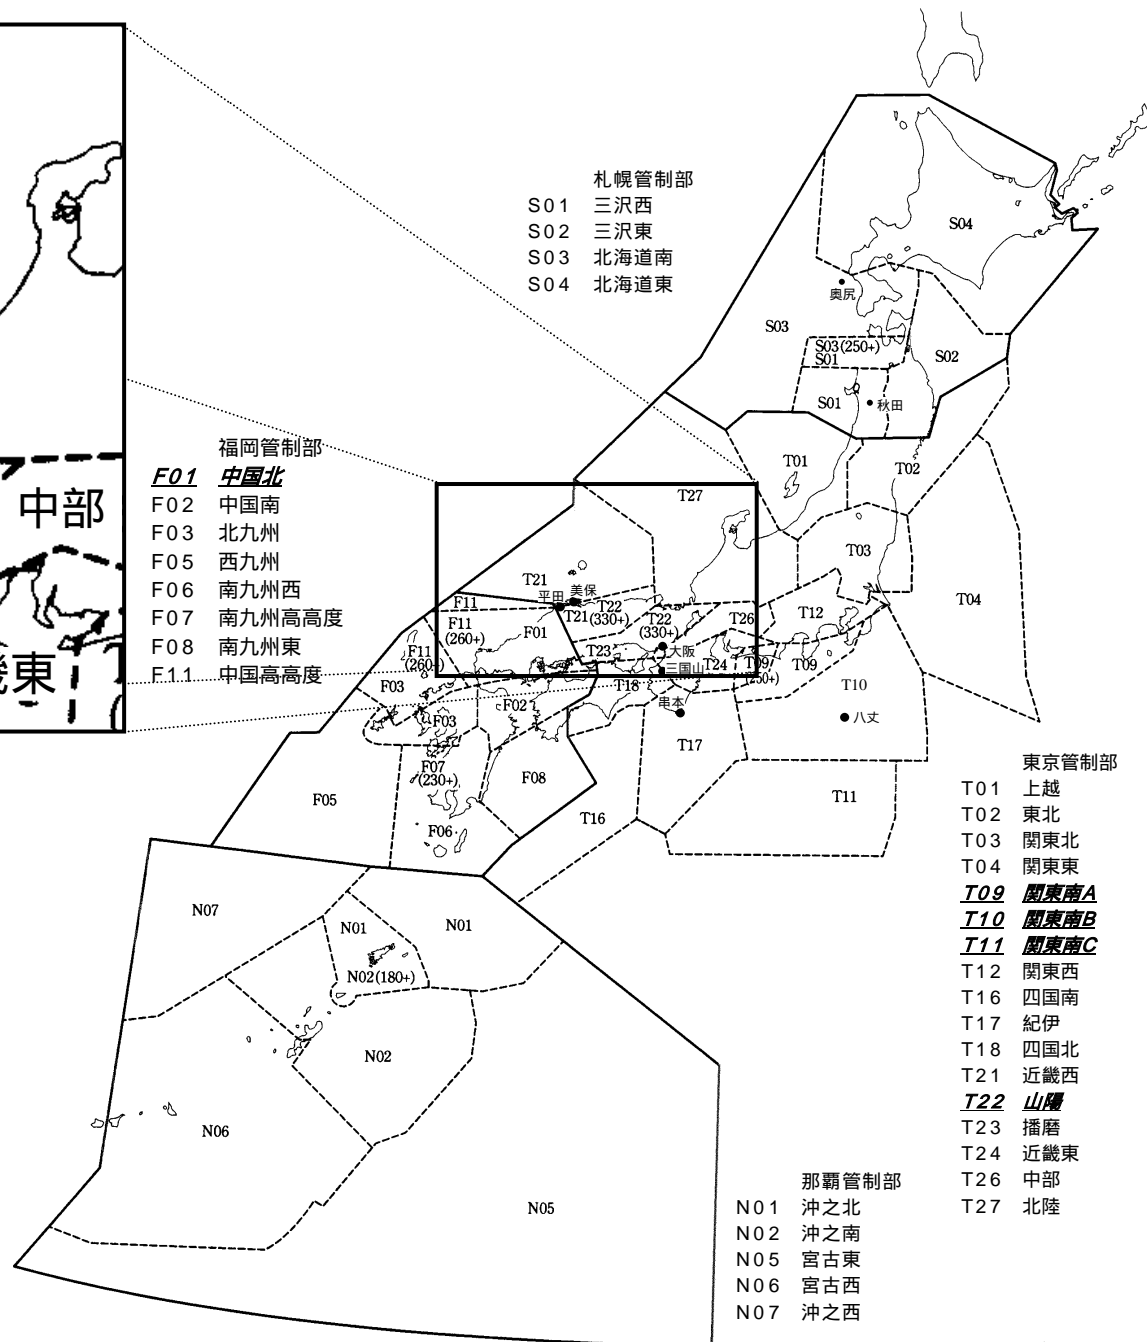 中部
畿東
札幌管制部
S01 三沢西
S02 三沢東
S03 北海道南
S04 北海道東
福岡管制部
F01 中国北
F02 中国南
F03 北九州
F05 西九州
F06 南九州西
F07 南九州高高度
F08 南九州東
F11 中国高高度
S04
奥尻
S03
S03(250+)
S01
S02
S01
秋田
T01
T02
T27
T03
T04
T21
平田
美保
F11
T21
T22
(330+)
T22
(330+)
T26
T12
F11
(260+)
F01
大阪
T23
F11
(260+)
三国山
T24
T09
T09
F03
T18
T10
F02
串本
八丈
F03
T17
F07
(230+)
F08
F05
T11
T16
F06
東京管制部
T01 上越
T02 東北
T03 関東北
T04 関東東
T09 関東南A
T10 関東南B
T11 関東南C
T12 関東西
T16 四国南
T17 紀伊
T18 四国北
T21 近畿西
T22 山陽
T23 播磨
T24 近畿東
T26 中部
T27 北陸
N07
N01
N01
N02(180+)
N02
N06
N05
那覇管制部
N01 沖之北
N02 沖之南
N05 宮古東
N06 宮古西
N07 沖之西